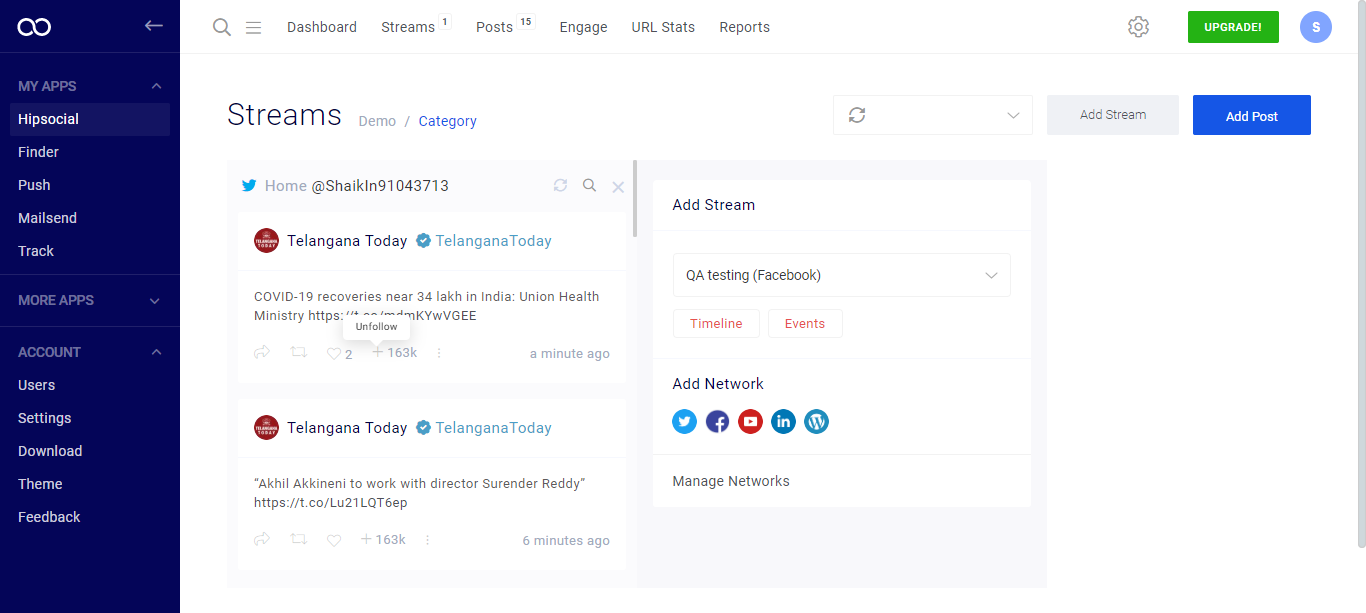 Dashboard
Streams 1
Posts 15
Engage
URL Stats
Reports
UPGRADE!
S
MY APPS
Hipsocial
Finder
Push
Mailsend
Track
MORE APPS
ACCOUNT
Users
Settings
Download
Theme
Feedback
Streams
Demo / Category
Add Stream
Add Post
Home @ShaikIn91043713
TELANGANA
TODAY
Telangana Today TelanganaToday
COVID-19 recoveries near 34 lakh in India: Union Health
Ministry https://t.co/mdmKYwVGEE
Unfollow
2 163k a minute ago
TELANGANA
TODAY
Telangana Today TelanganaToday
“Akhil Akkineni to work with director Surender Reddy”
https://t.co/Lu21LQT6ep
163k 6 minutes ago
Add Stream
QA testing (Facebook)
Timeline
Events
Add Network
Manage Networks